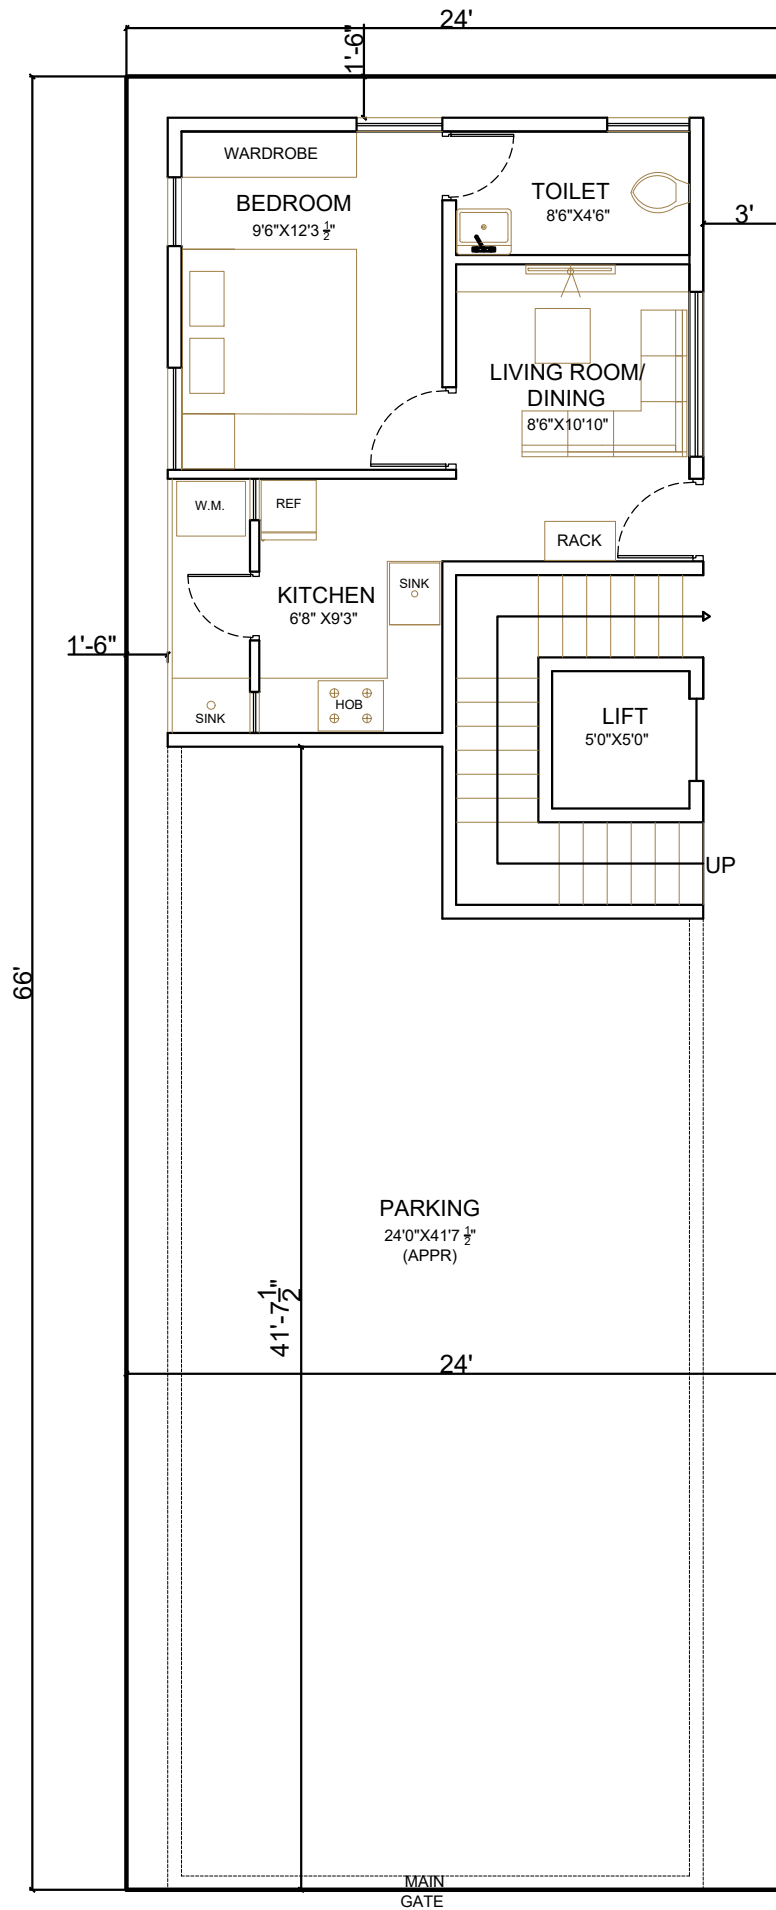 24'
1'-6"
WARDROBE
BEDROOM
9'6"X12'3 1/2"
TOILET
8'6"X4'6"
3'
LIVING ROOM/
DINING
8'6"X10'10"
W.M.
REF
RACK
KITCHEN
6'8" X9'3"
SINK
1'-6"
SINK
HOB
LIFT
5'0"X5'0"
UP
66'
PARKING
24'0"X41'7 1/2"
(APPR)
41'-7 1/2"
24'
MAIN
GATE